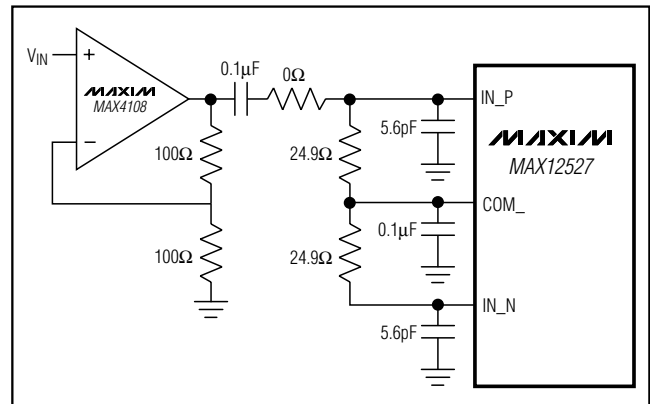 V_IN
+
−
MAXIM
MAX4108
0.1µF
0Ω
100Ω
100Ω
24.9Ω
24.9Ω
5.6pF
0.1µF
5.6pF
IN_P
MAXIM
MAX12527
COM_
IN_N